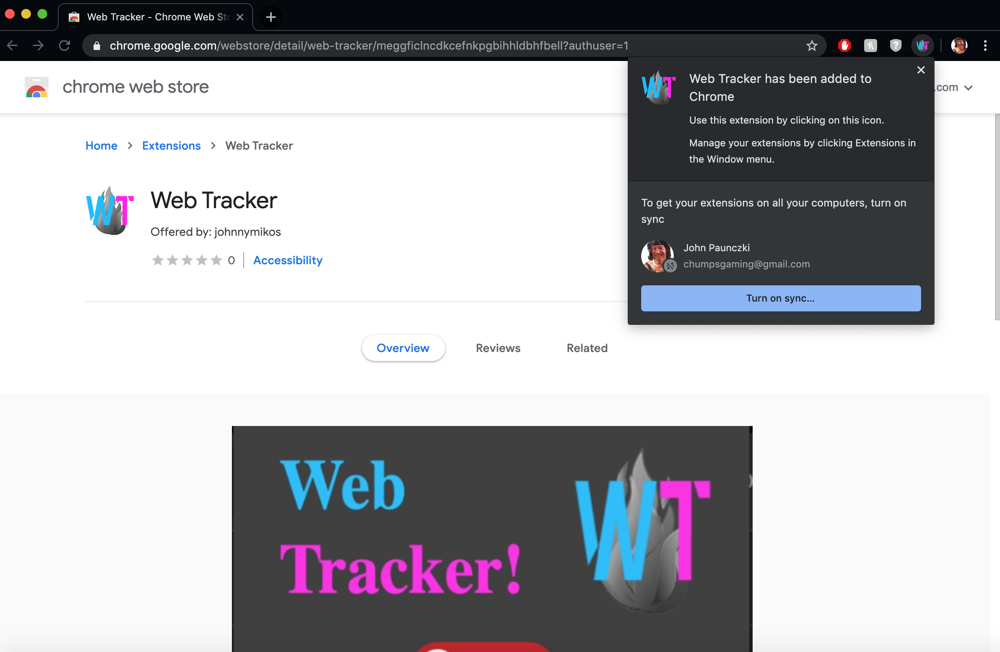 Web Tracker - Chrome Web Sto
chrome.google.com/webstore/detail/web-tracker/meggficlncdkcefnkpgbihhldbhfbell?authuser=1
WT
chrome web store
.com
WT
Web Tracker has been added to
Chrome
Use this extension by clicking on this icon.
Manage your extensions by clicking Extensions in
the Window menu.
To get your extensions on all your computers, turn on
sync
John Paunczki
chumpsgaming@gmail.com
Turn on sync...
Home > Extensions > Web Tracker
WT
Web Tracker
Offered by: johnnymikos
0
Accessibility
Overview
Reviews
Related
Web
Tracker!
WT